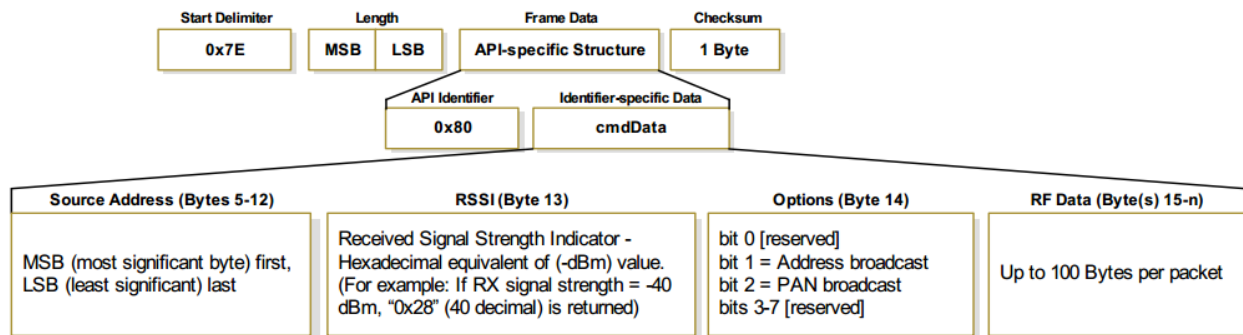 Start Delimiter
Length
Frame Data
Checksum
0x7E
MSB
LSB
API-specific Structure
1 Byte
API Identifier
Identifier-specific Data
0x80
cmdData
Source Address (Bytes 5-12)
MSB (most significant byte) first,
LSB (least significant) last
RSSI (Byte 13)
Received Signal Strength Indicator -
Hexadecimal equivalent of (-dBm) value.
(For example: If RX signal strength = -40
dBm, “0x28” (40 decimal) is returned)
Options (Byte 14)
bit 0 [reserved]
bit 1 = Address broadcast
bit 2 = PAN broadcast
bits 3-7 [reserved]
RF Data (Byte(s) 15-n)
Up to 100 Bytes per packet